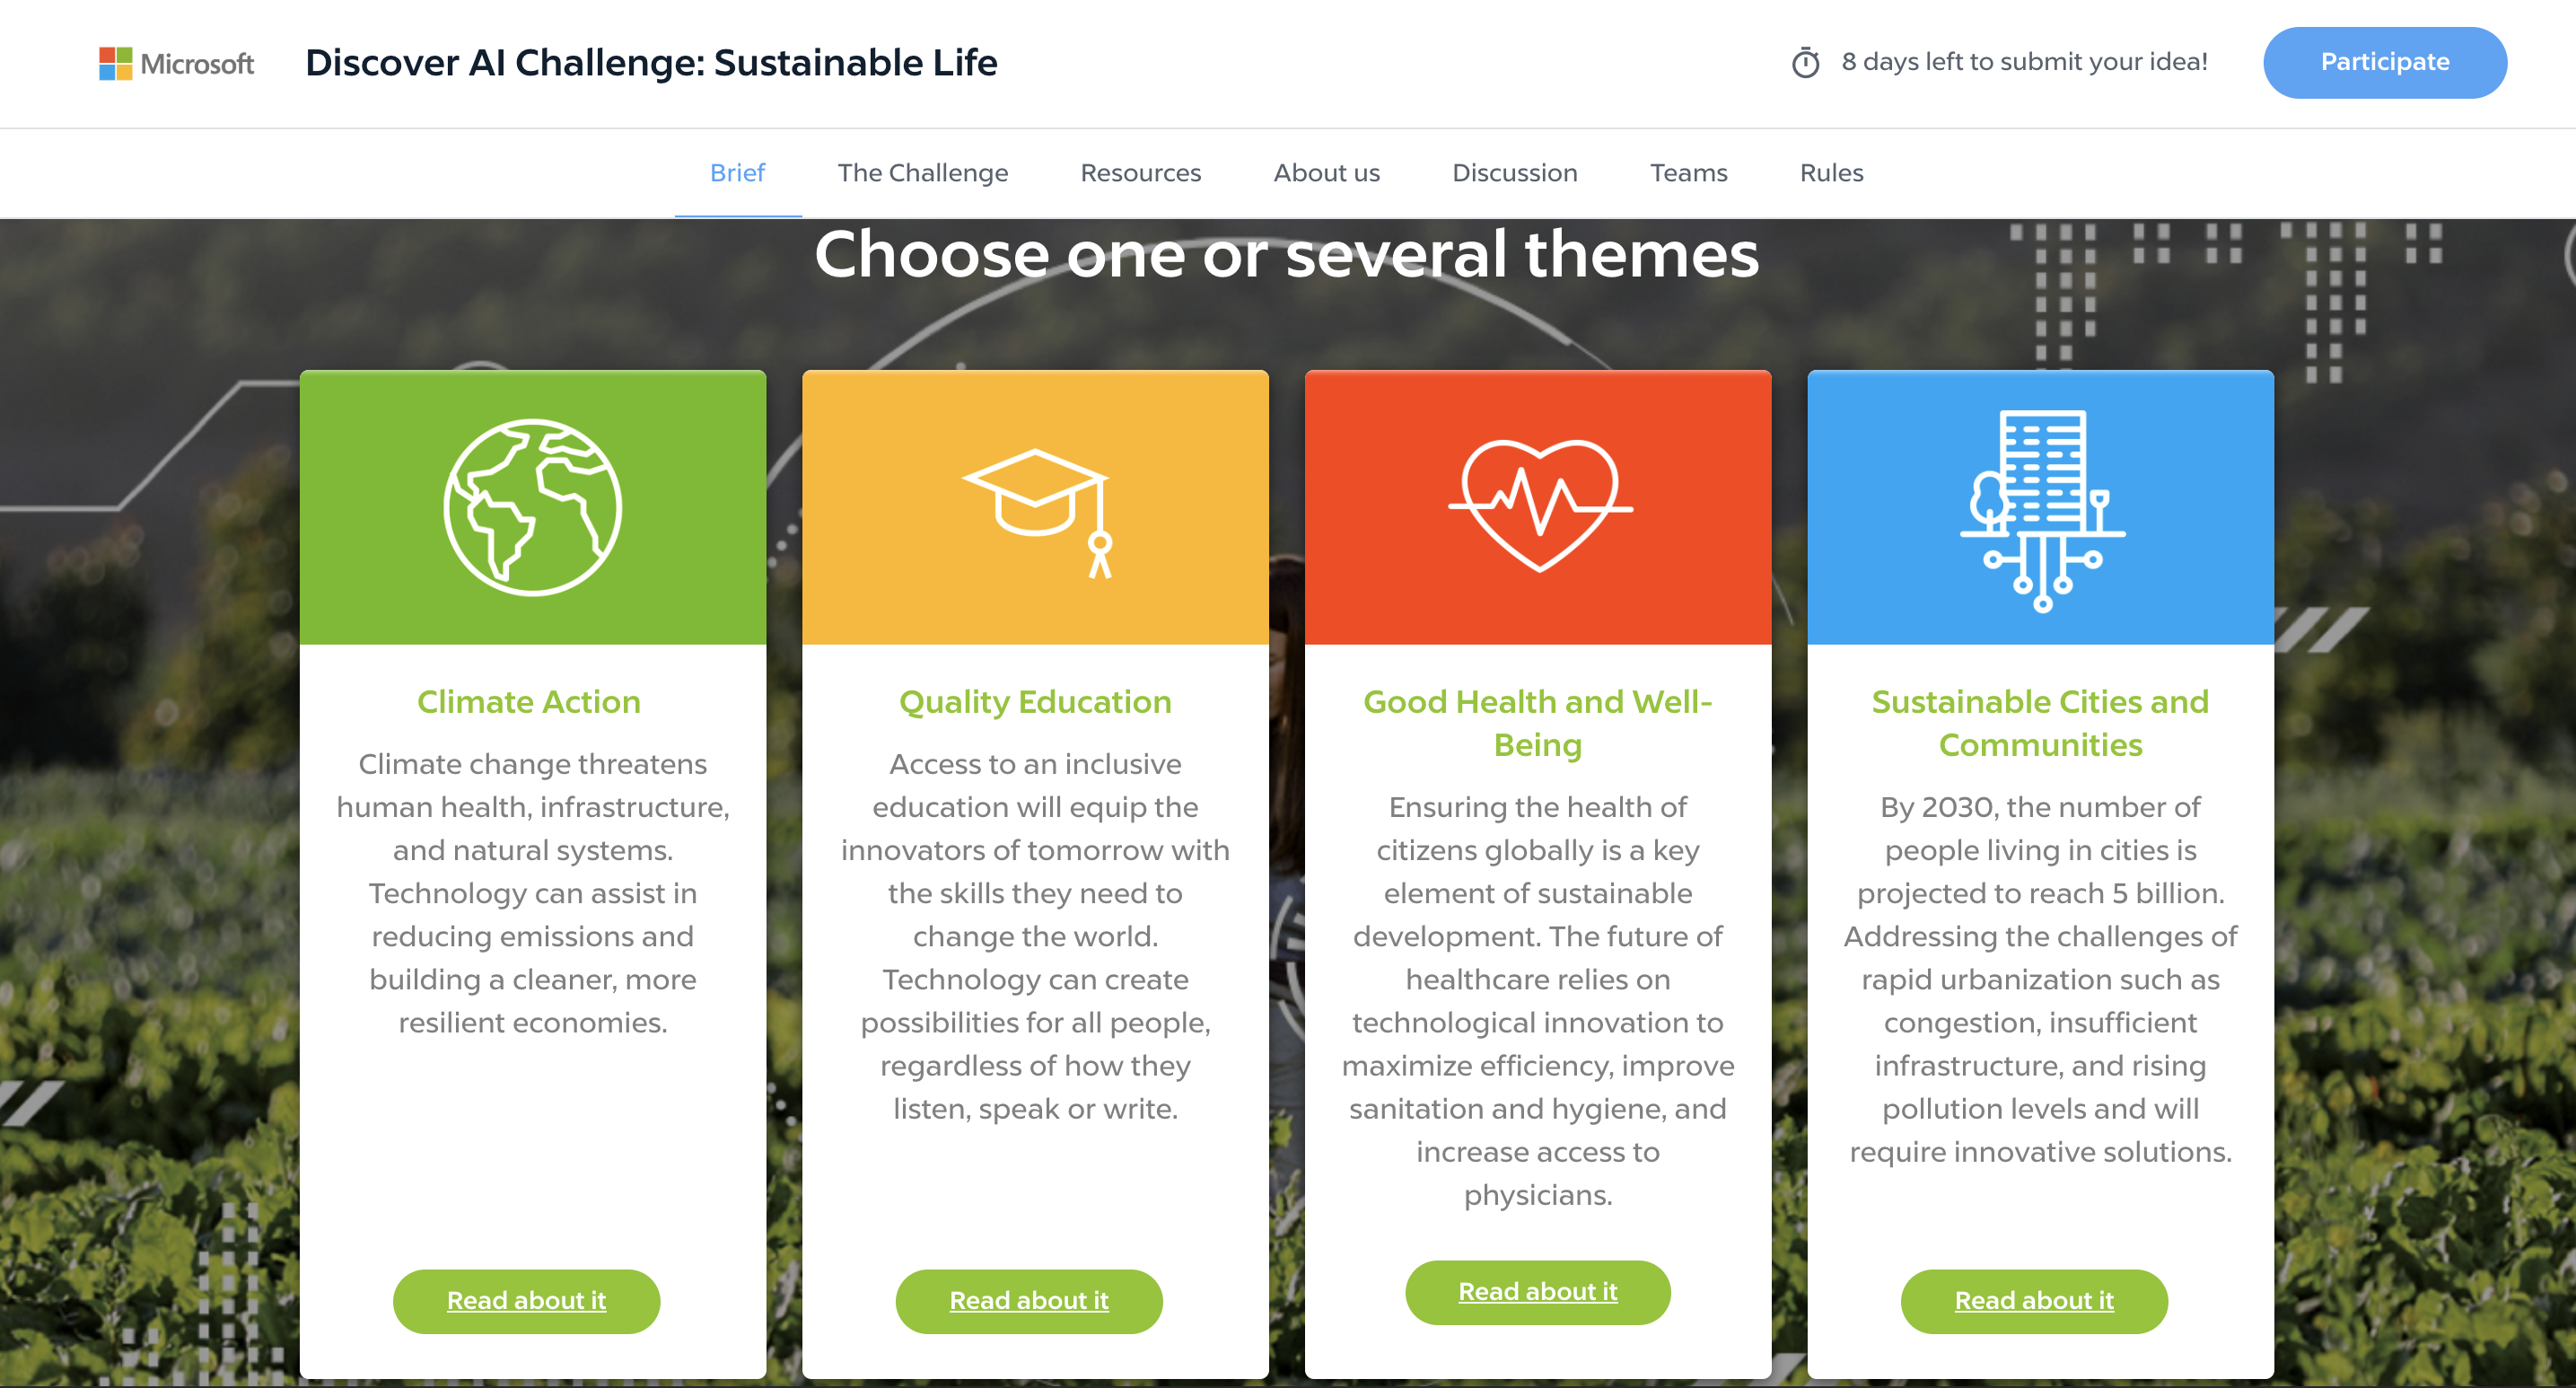 Microsoft
Discover AI Challenge: Sustainable Life
8 days left to submit your idea!
Participate
Brief
The Challenge
Resources
About us
Discussion
Teams
Rules
Choose one or several themes
Climate Action
Climate change threatens
human health, infrastructure,
and natural systems.
Technology can assist in
reducing emissions and
building a cleaner, more
resilient economies.
Read about it
Quality Education
Access to an inclusive
education will equip the
innovators of tomorrow with
the skills they need to
change the world.
Technology can create
possibilities for all people,
regardless of how they
listen, speak or write.
Read about it
Good Health and Well-
Being
Ensuring the health of
citizens globally is a key
element of sustainable
development. The future of
healthcare relies on
technological innovation to
maximize efficiency, improve
sanitation and hygiene, and
increase access to
physicians.
Read about it
Sustainable Cities and
Communities
By 2030, the number of
people living in cities is
projected to reach 5 billion.
Addressing the challenges of
rapid urbanization such as
congestion, insufficient
infrastructure, and rising
pollution levels and will
require innovative solutions.
Read about it